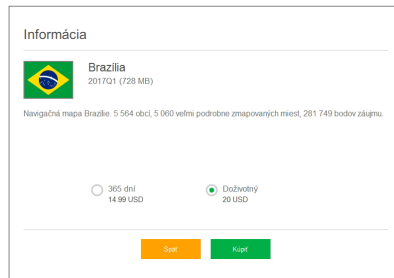 Informácia
Brazília
2017Q1 (728 MB)
Navigačná mapa Brazílie. 5 564 obcí, 5 060 veľmi podrobne zmapovaných miest, 281 749 bodov záujmu.
365 dní
14.99 USD
Doživotný
20 USD
Späť
Kúpiť